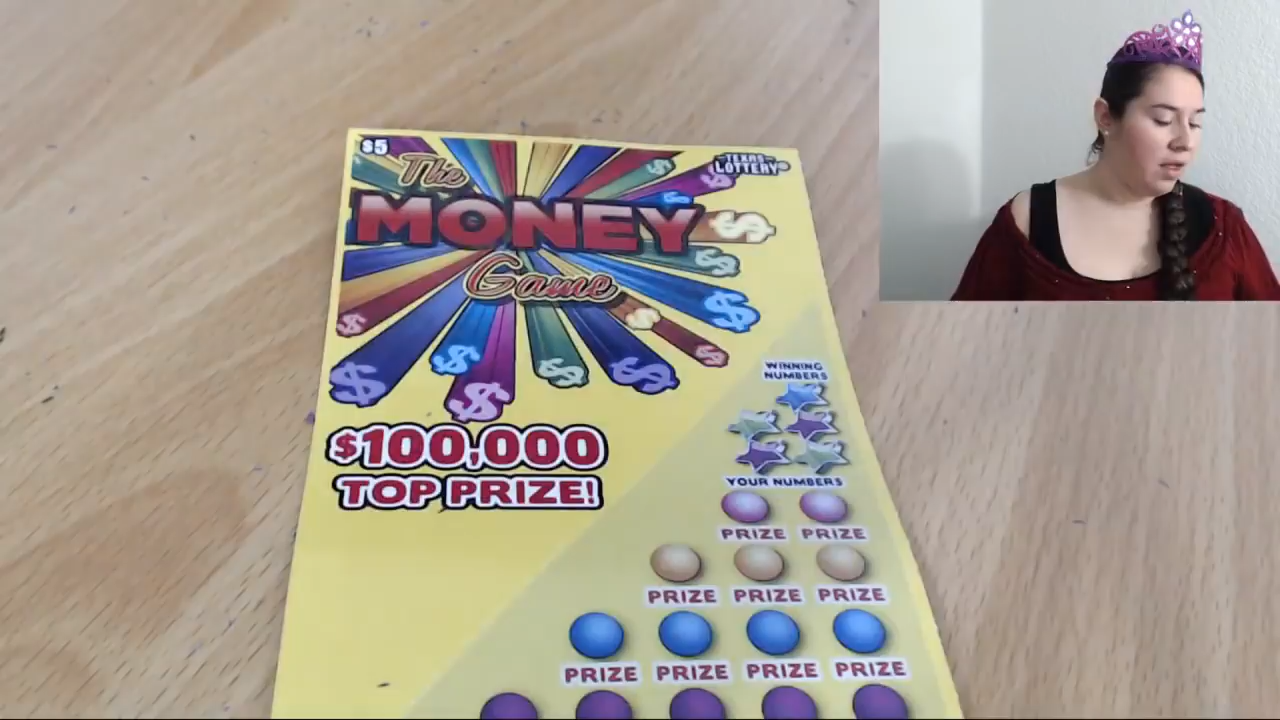 $5
The
MONEY
Game
TEXAS
LOTTERY
$100,000
TOP PRIZE!
WINNING
NUMBERS
YOUR NUMBERS
PRIZE PRIZE
PRIZE PRIZE PRIZE
PRIZE PRIZE PRIZE PRIZE